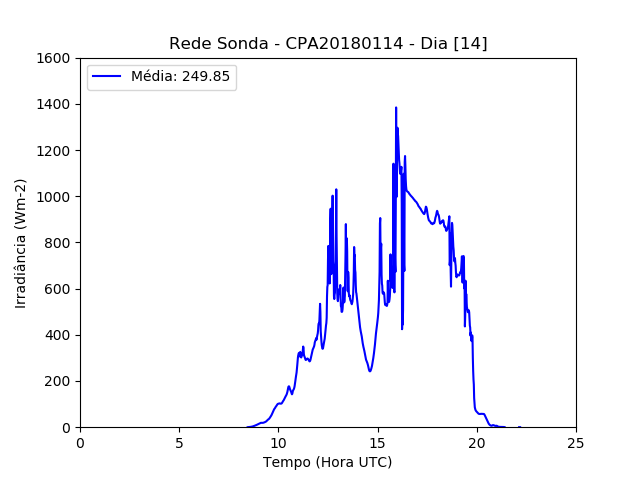 Rede Sonda - CPA20180114 - Dia [14]
Média: 249.85
Irradiância (Wm-2)
1600
1400
1200
1000
800
600
400
200
0
0 5 10 15 20 25
Tempo (Hora UTC)